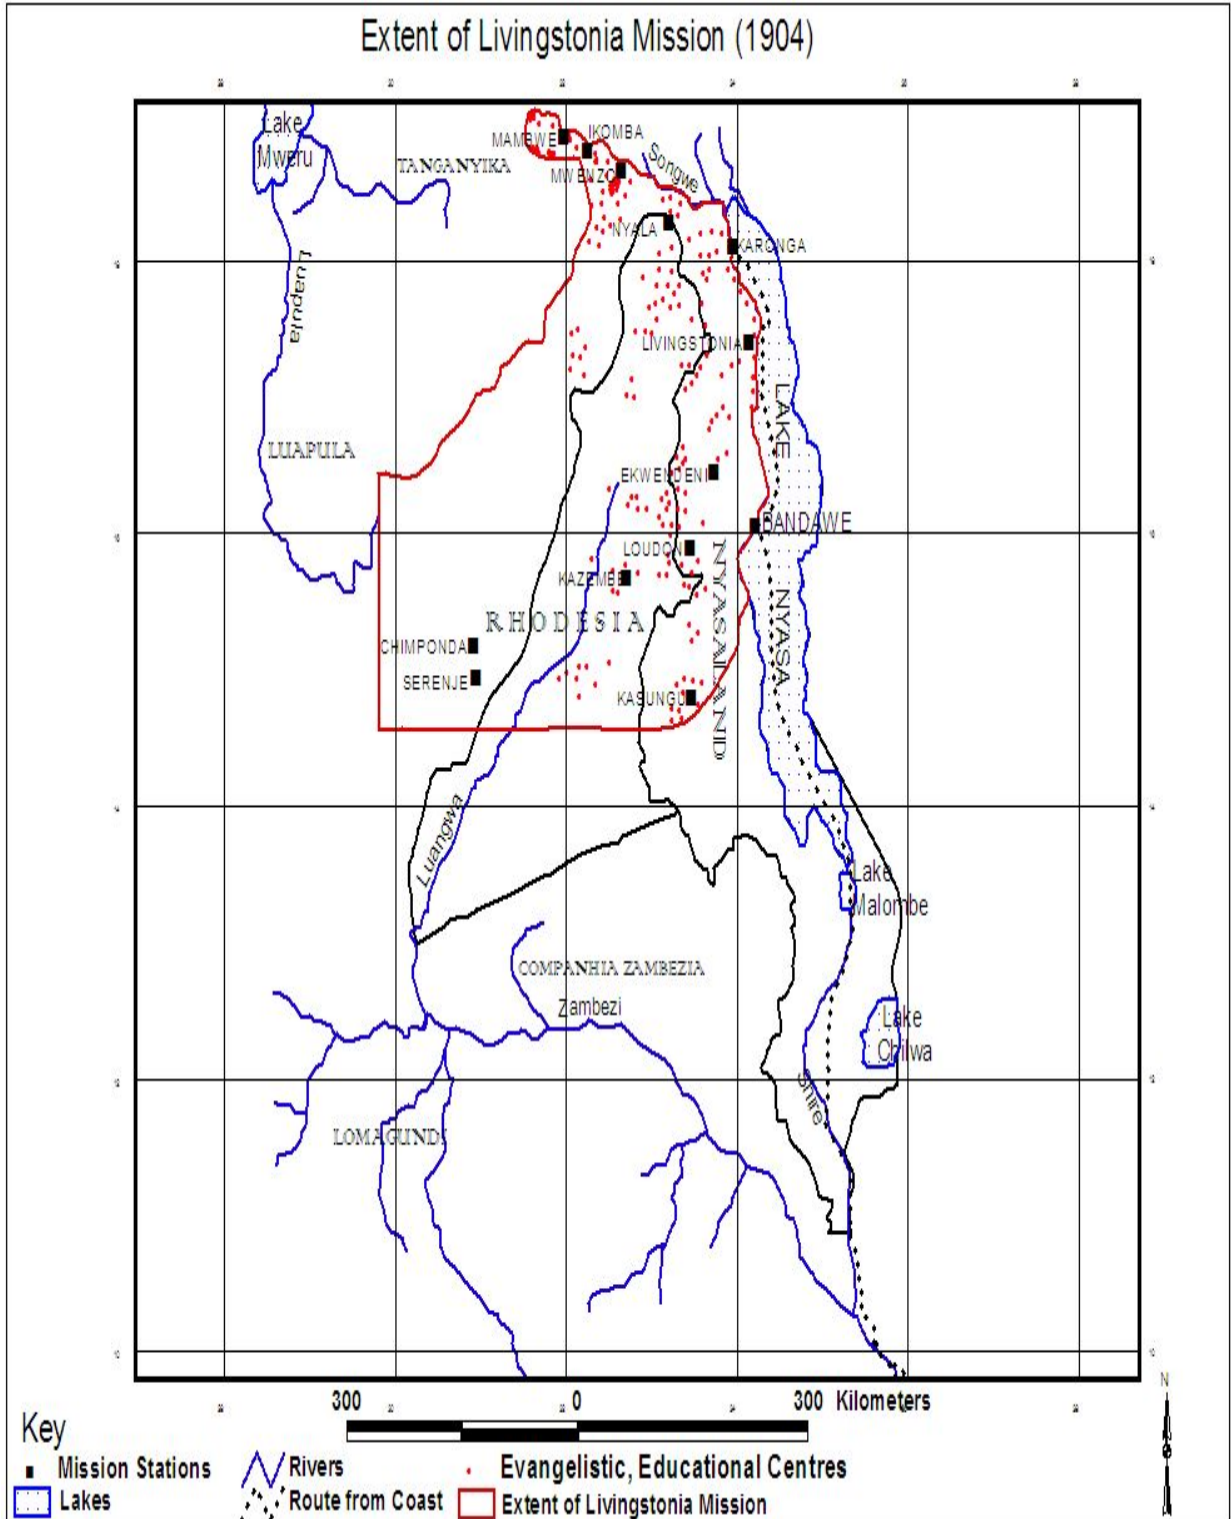 Extent of Livingstonia Mission (1904)
Lake
Mweru
TANGANYIKA
MAMBWE
IKOMBA
MWENZO
Songwe
NYALA
KARONGA
Luapula
LIVINGSTONIA
LAKE
LUAPULA
EKWENDENI
BANDAWE
LOUDON
NYASALAND
KAZEMBE
NYASA
RHODESIA
CHIMPONDA
SERENJE
KASUNGU
Luangwa
Lake
Malombe
COMPANHIA ZAMBEZIA
Zambezi
Lake
Chilwa
Shire
LOMAGUNDI
300 0 300 Kilometers
N
Key
Mission Stations
Rivers
Evangelistic, Educational Centres
Lakes
Route from Coast
Extent of Livingstonia Mission